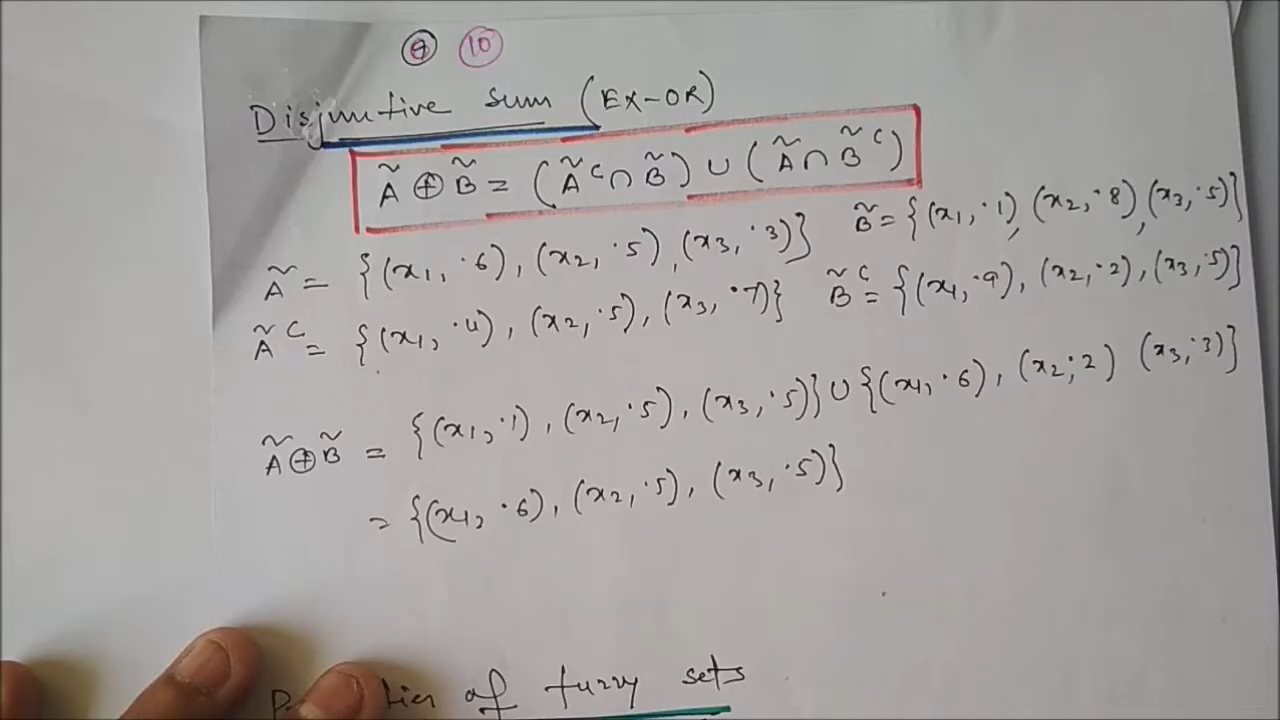 9 10
Disjunctive sum (EX-OR)
Ã ⊕ B̃ = (Ã ᶜ ∩ B̃) ∪ (Ã ∩ B̃ ᶜ)
Ã = {(x₁, ·6), (x₂, ·5), (x₃, ·3)} B̃ = {(x₁, ·1), (x₂, ·8), (x₃, ·5)}
Ã ᶜ = {(x₁, ·4), (x₂, ·5), (x₃, ·7)} B̃ ᶜ = {(x₁, ·9), (x₂, ·2), (x₃, ·5)}
Ã ⊕ B̃ = {(x₁, ·1), (x₂, ·5), (x₃, ·5)} ∪ {(x₁, ·6), (x₂, ·2) (x₃, ·3)}
= {(x₁, ·6), (x₂, ·5), (x₃, ·5)}
of fuzzy sets